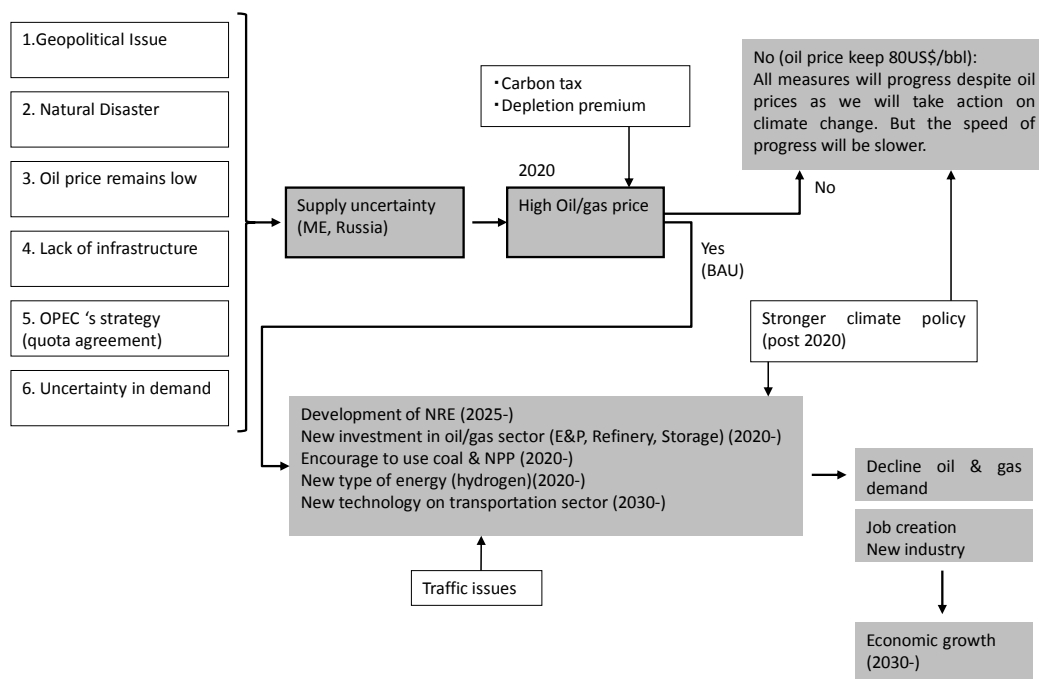 1.Geopolitical Issue
2. Natural Disaster
3. Oil price remains low
4. Lack of infrastructure
5. OPEC ‘s strategy
(quota agreement)
6. Uncertainty in demand
Supply uncertainty
(ME, Russia)
・Carbon tax
・Depletion premium
2020
High Oil/gas price
No
Yes
(BAU)
No (oil price keep 80US$/bbl):
All measures will progress despite oil
prices as we will take action on
climate change. But the speed of
progress will be slower.
Stronger climate policy
(post 2020)
Development of NRE (2025-)
New investment in oil/gas sector (E&P, Refinery, Storage) (2020-)
Encourage to use coal & NPP (2020-)
New type of energy (hydrogen)(2020-)
New technology on transportation sector (2030-)
Traffic issues
Decline oil & gas
demand
Job creation
New industry
Economic growth
(2030-)